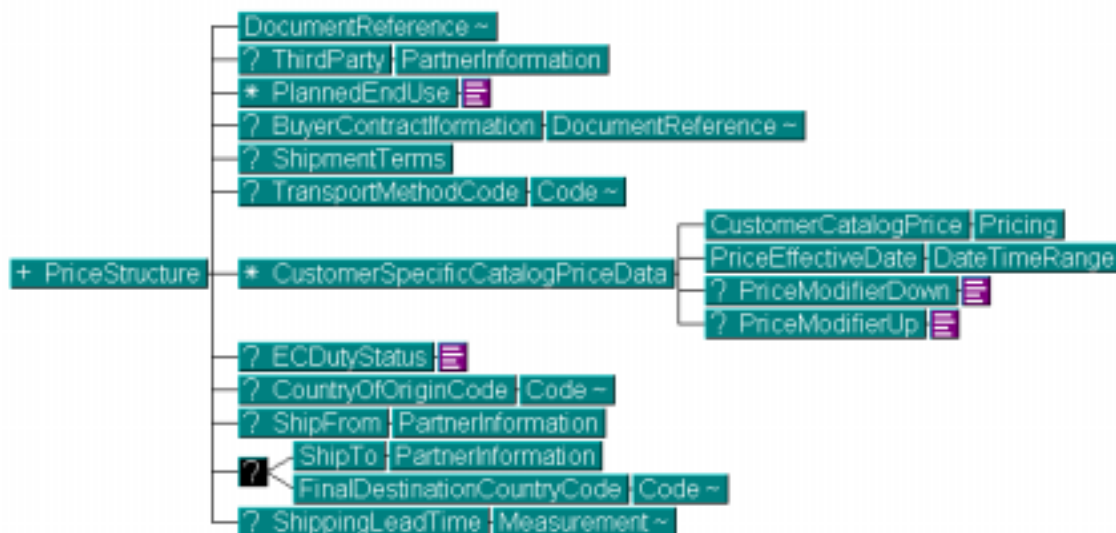 DocumentReference ~
? ThirdParty PartnerInformation
* PlannedEndUse
? BuyerContractIformation DocumentReference ~
? ShipmentTerms
? TransportMethodCode Code ~
CustomerCatalogPrice Pricing
PriceEffectiveDate DateTimeRange
+ PriceStructure * CustomerSpecificCatalogPriceData
? PriceModifierDown
? PriceModifierUp
? ECDutyStatus
? CountryOfOriginCode Code ~
? ShipFrom PartnerInformation
? ShipTo PartnerInformation
FinalDestinationCountryCode Code ~
? ShippingLeadTime Measurement ~